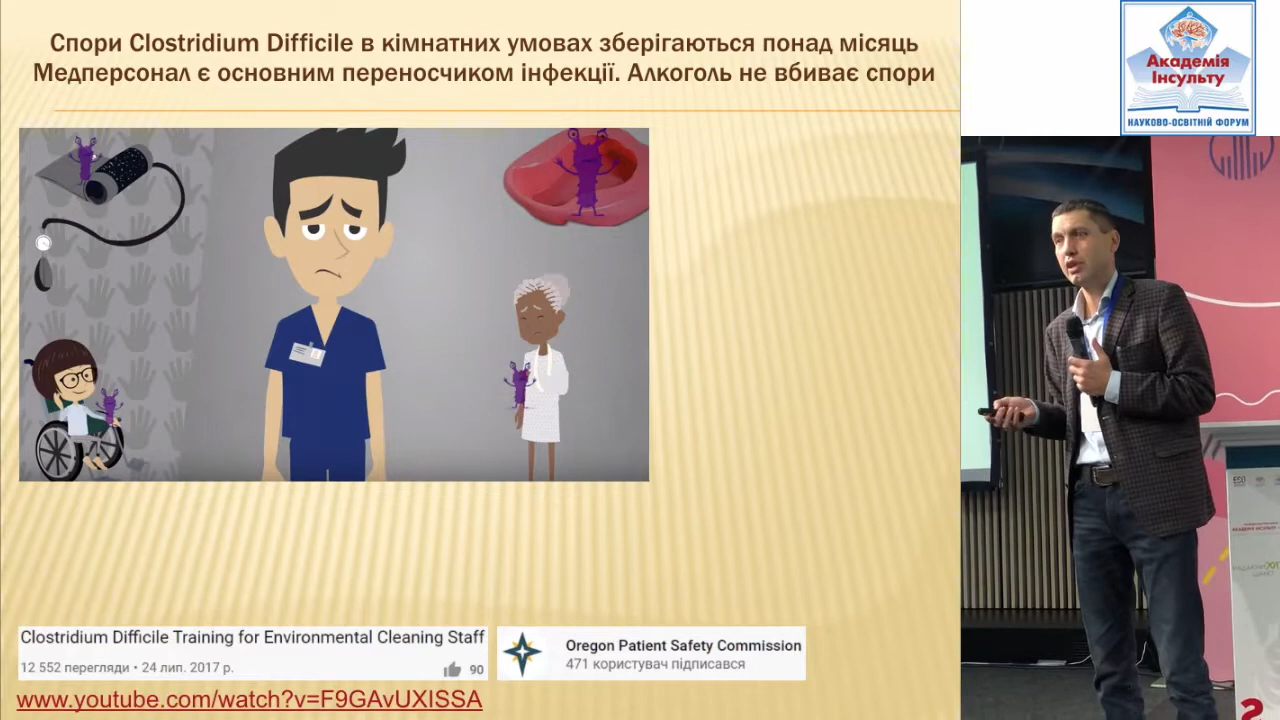 Спори Clostridium Difficile в кімнатних умовах зберігаються понад місяць
Медперсонал є основним переносчиком інфекції. Алкоголь не вбиває спори
Академія
Інсульту
НАУКОВО-ОСВІТНІЙ ФОРУМ
Clostridium Difficile Training for Environmental Cleaning Staff
12 552 перегляди • 24 лип. 2017 р.
90
Oregon Patient Safety Commission
471 користувач підписався
www.youtube.com/watch?v=F9GAvUXISSA
ESO